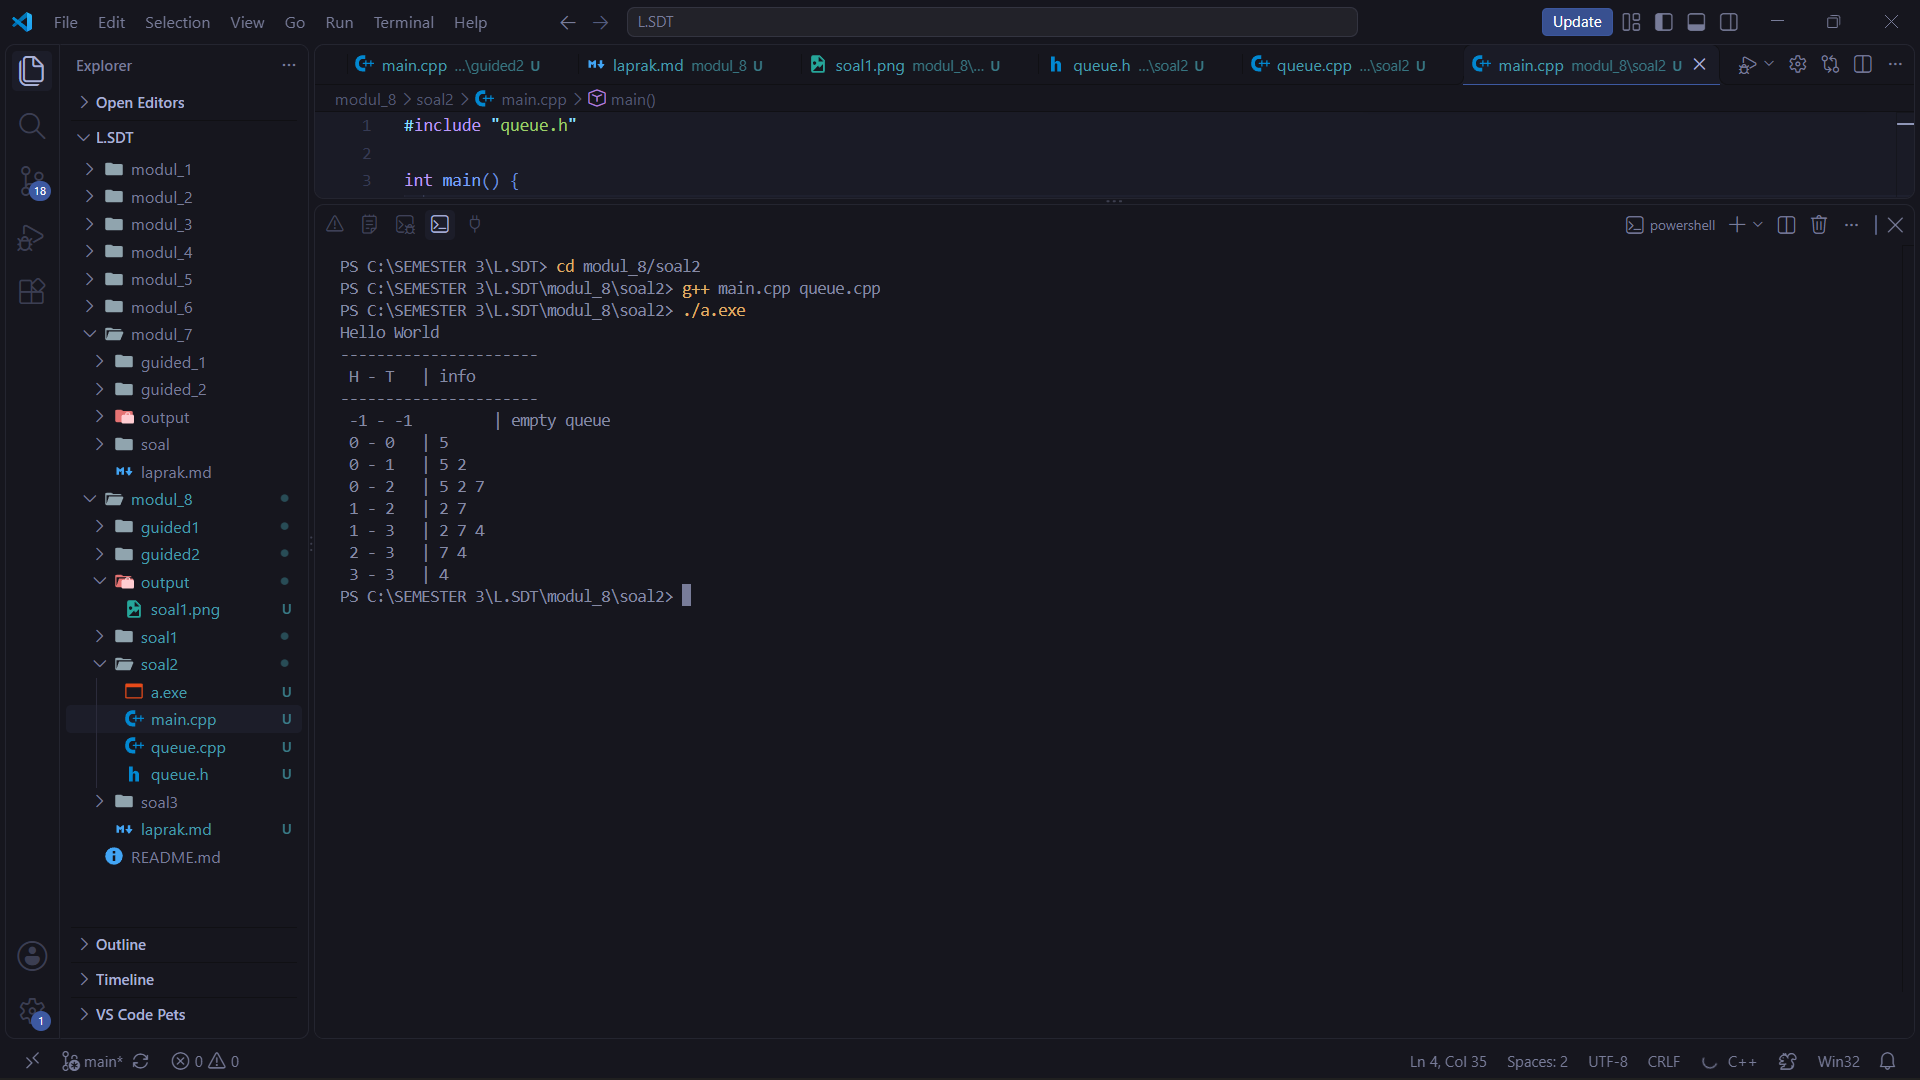 File Edit Selection View Go Run Terminal Help L.SDT Update
Explorer
Open Editors
L.SDT
modul_1
modul_2
modul_3
modul_4
modul_5
modul_6
modul_7
guided_1
guided_2
output
soal
laprak.md
modul_8
guided1
guided2
output
soal1.png U
soal1
soal2
a.exe U
main.cpp U
queue.cpp U
queue.h U
soal3
laprak.md U
README.md
Outline
Timeline
VS Code Pets
18
1
main.cpp ...\guided2 U laprak.md modul_8 U soal1.png modul_8\... U queue.h ...\soal2 U queue.cpp ...\soal2 U main.cpp modul_8\soal2 U
modul_8 > soal2 > main.cpp > main()
1 #include "queue.h"
2
3 int main() {
powershell
PS C:\SEMESTER 3\L.SDT> cd modul_8/soal2
PS C:\SEMESTER 3\L.SDT\modul_8\soal2> g++ main.cpp queue.cpp
PS C:\SEMESTER 3\L.SDT\modul_8\soal2> ./a.exe
Hello World
----------------------
H - T | info
----------------------
-1 - -1 | empty queue
0 - 0 | 5
0 - 1 | 5 2
0 - 2 | 5 2 7
1 - 2 | 2 7
1 - 3 | 2 7 4
2 - 3 | 7 4
3 - 3 | 4
PS C:\SEMESTER 3\L.SDT\modul_8\soal2>
main* 0 0 Ln 4, Col 35 Spaces: 2 UTF-8 CRLF C++ Win32